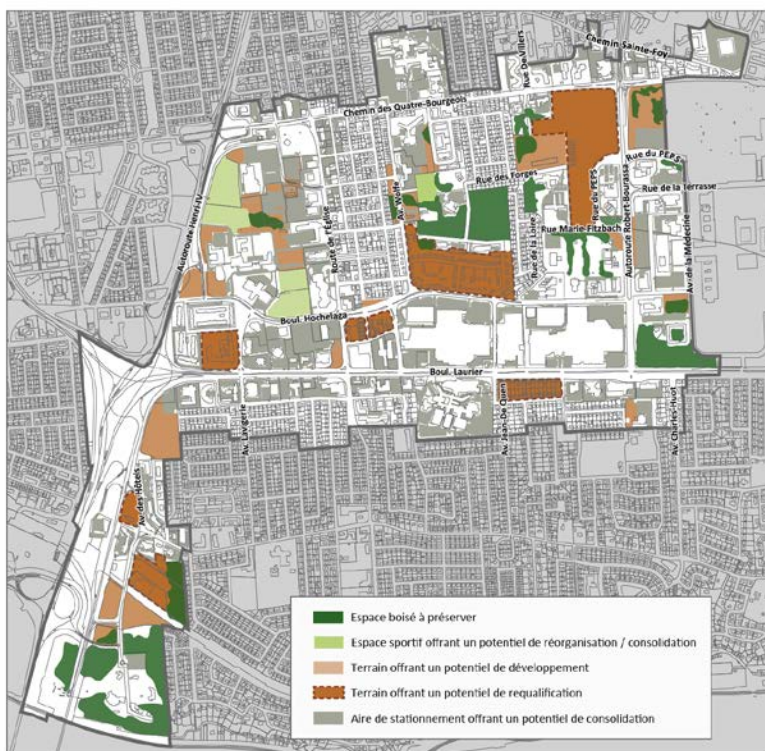 Chemin Sainte-Foy
Rue De Villers
Chemin des Quatre-Bourgeois
Rue du PEPS
Rue des Forges
Rue de la Terrasse
Av. Wolfe
Route de l'Église
Autoroute Henri-IV
Rue du PEPS
Autoroute Robert-Bourassa
Rue Marie-Fitzbach
Rue de la Loire
Av. de la Médecine
Boul. Hochelaga
Boul. Laurier
Av. Lavigerie
Av. Jean-De Quen
Av. Charles-Huot
Av. des Hôtels
Espace boisé à préserver
Espace sportif offrant un potentiel de réorganisation / consolidation
Terrain offrant un potentiel de développement
Terrain offrant un potentiel de requalification
Aire de stationnement offrant un potentiel de consolidation